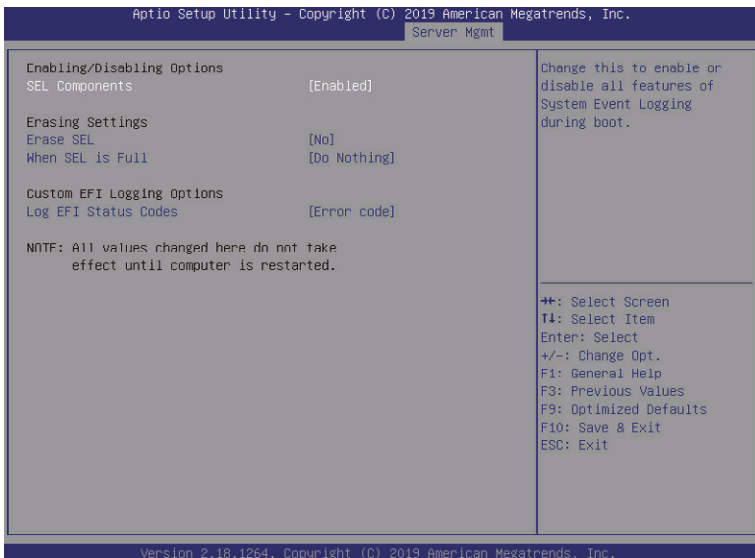 Aptio Setup Utility – Copyright (C) 2019 American Megatrends, Inc.
Server Mgmt
Enabling/Disabling Options
SEL Components [Enabled]
Erasing Settings
Erase SEL [No]
When SEL is Full [Do Nothing]
Custom EFI Logging Options
Log EFI Status Codes [Error code]
NOTE: All values changed here do not take
effect until computer is restarted.
Change this to enable or
disable all features of
System Event Logging
during boot.
→←: Select Screen
↑↓: Select Item
Enter: Select
+/-: Change Opt.
F1: General Help
F3: Previous Values
F9: Optimized Defaults
F10: Save & Exit
ESC: Exit
Version 2.18.1264. Copyright (C) 2019 American Megatrends, Inc.